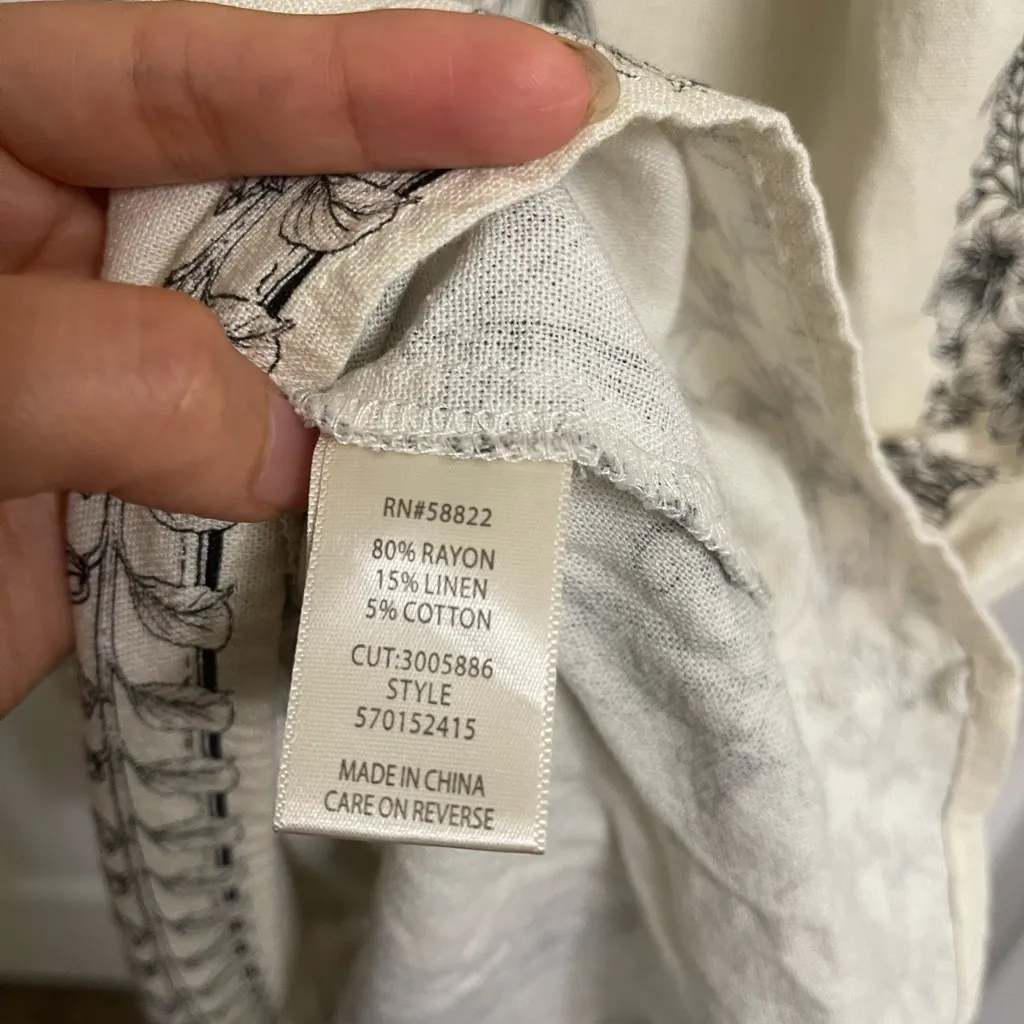 RN#58822
80% RAYON
15% LINEN
5% COTTON
CUT:3005886
STYLE
570152415
MADE IN CHINA
CARE ON REVERSE